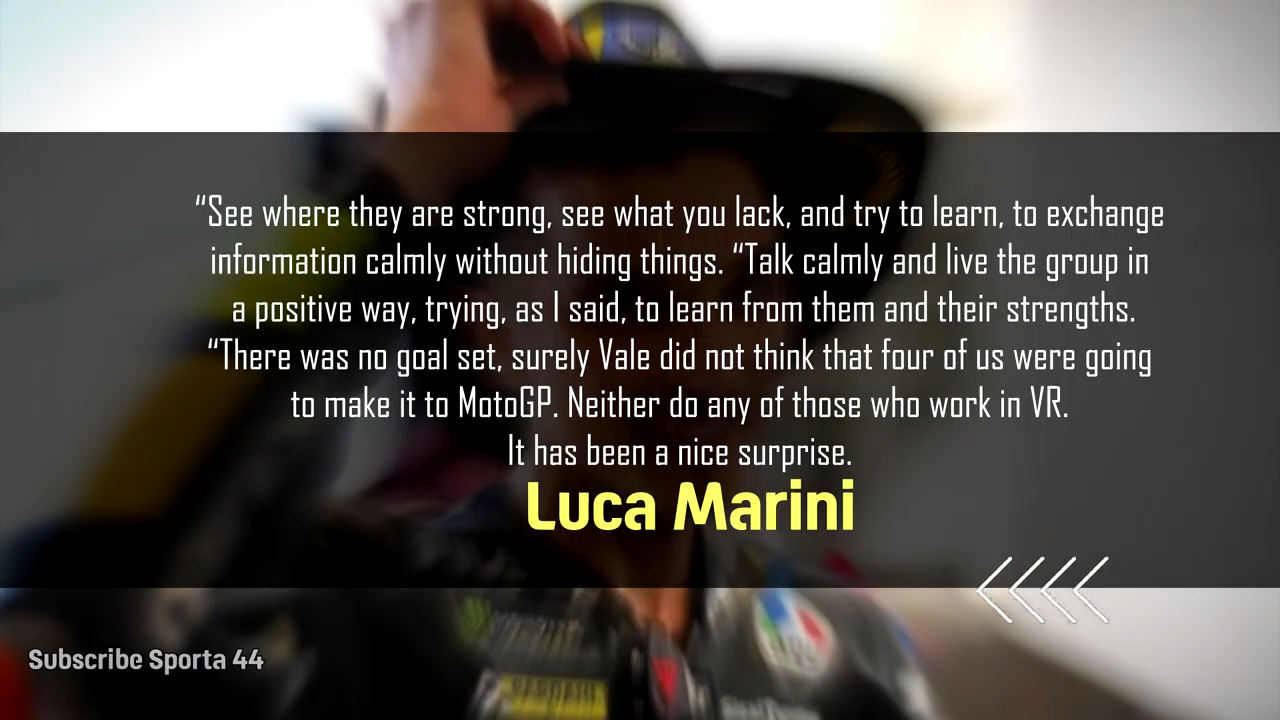 “See where they are strong, see what you lack, and try to learn, to exchange
information calmly without hiding things. “Talk calmly and live the group in
a positive way, trying, as I said, to learn from them and their strengths.
“There was no goal set, surely Vale did not think that four of us were going
to make it to MotoGP. Neither do any of those who work in VR.
It has been a nice surprise.
Luca Marini
Subscribe Sporta 44